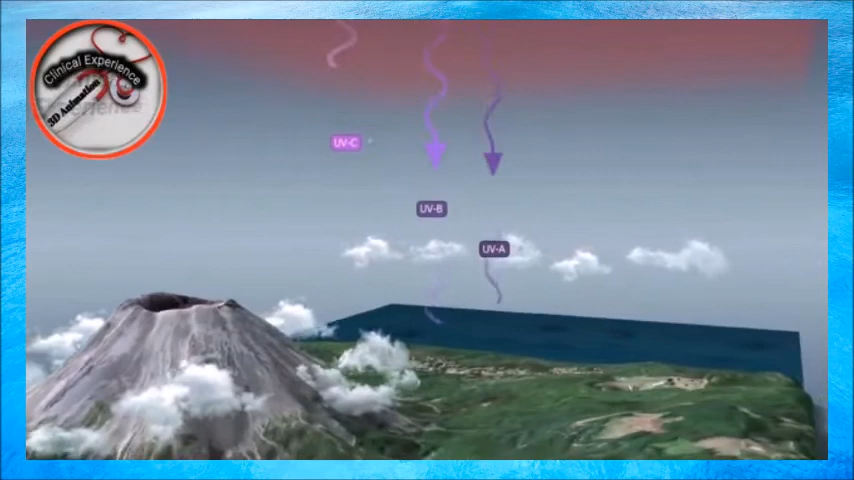 Clinical Experience
3D Animation
UV-C
UV-B
UV-A